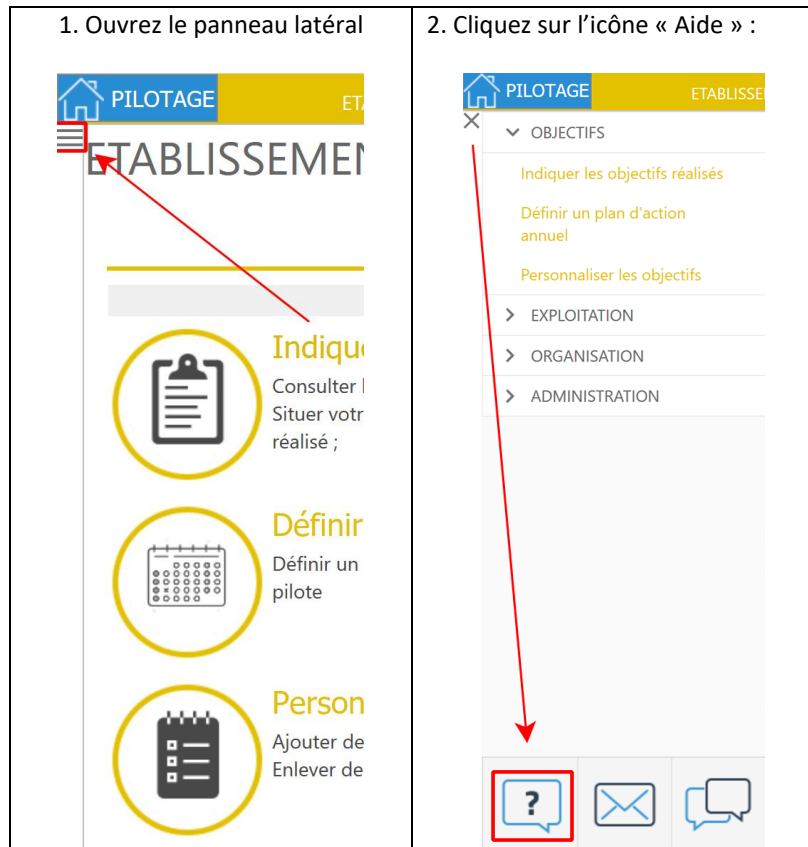 1. Ouvrez le panneau latéral
PILOTAGE
ETABLISSEMEN
Indique
Consulter
Situer votr
réalisé ;
Définir
Définir un
pilote
Person
Ajouter de
Enlever de
2. Cliquez sur l’icône « Aide » :
PILOTAGE
ETABLISSE
OBJECTIFS
Indiquer les objectifs réalisés
Définir un plan d'action
annuel
Personnaliser les objectifs
EXPLOITATION
ORGANISATION
ADMINISTRATION
?